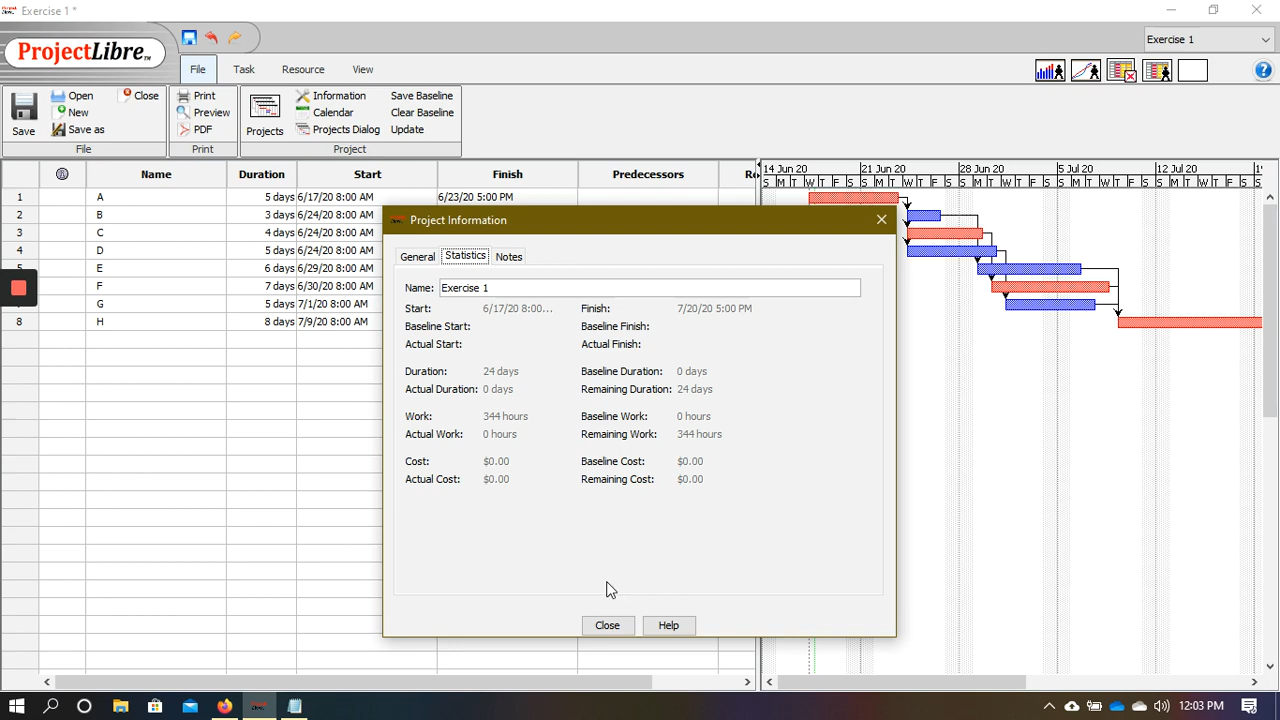 Exercise 1 *
ProjectLibre™
Exercise 1
File Task Resource View
Save
Open
New
Save as
Close
File
Print
Preview
PDF
Print
Projects
Information
Calendar
Projects Dialog
Save Baseline
Clear Baseline
Update
Project
Name Duration Start Finish Predecessors
14 Jun 20 21 Jun 20 28 Jun 20 5 Jul 20 12 Jul 20
S M T W T F S S M T W T F S S M T W T F S S M T W T F S S M T W T F S S
1 A 5 days 6/17/20 8:00 AM 6/23/20 5:00 PM
2 B 3 days 6/24/20 8:00 AM
3 C 4 days 6/24/20 8:00 AM
4 D 5 days 6/24/20 8:00 AM
5 E 6 days 6/29/20 8:00 AM
F 7 days 6/30/20 8:00 AM
G 5 days 7/1/20 8:00 AM
8 H 8 days 7/9/20 8:00 AM
Project Information
General Statistics Notes
Name: Exercise 1
Start: 6/17/20 8:00... Finish: 7/20/20 5:00 PM
Baseline Start: Baseline Finish:
Actual Start: Actual Finish:
Duration: 24 days Baseline Duration: 0 days
Actual Duration: 0 days Remaining Duration: 24 days
Work: 344 hours Baseline Work: 0 hours
Actual Work: 0 hours Remaining Work: 344 hours
Cost: $0.00 Baseline Cost: $0.00
Actual Cost: $0.00 Remaining Cost: $0.00
Close Help
12:03 PM